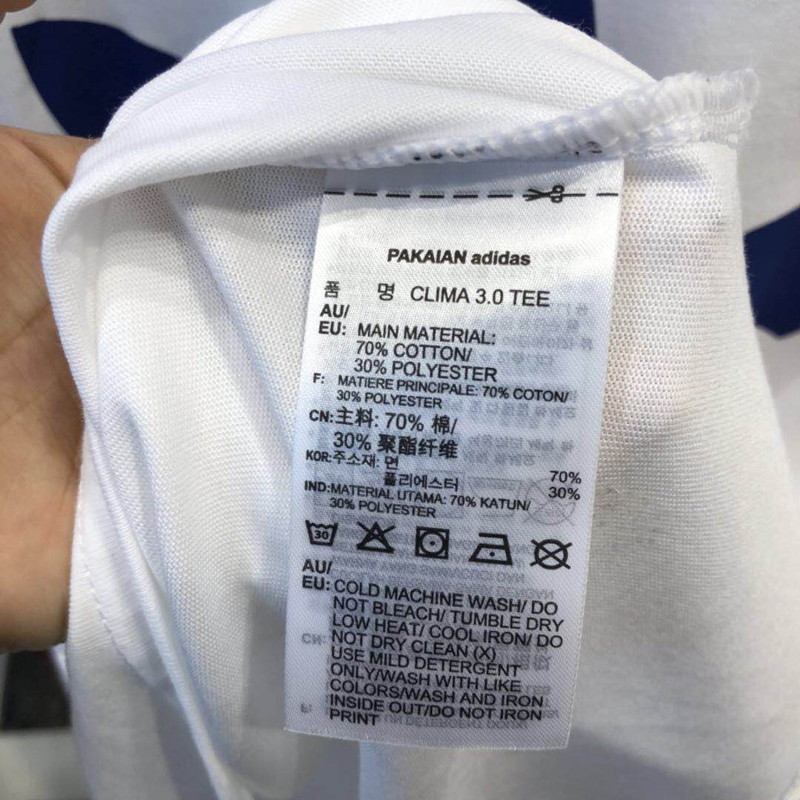 PAKAIAN adidas
품 명 CLIMA 3.0 TEE
AU/
EU: MAIN MATERIAL:
70% COTTON/
30% POLYESTER
F: MATIERE PRINCIPALE: 70% COTON/
30% POLYESTER
CN:主料: 70% 棉/
30% 聚酯纤维
KOR:주소재: 면 70%
폴리에스터 30%
IND:MATERIAL UTAMA: 70% KATUN/
30% POLYESTER
30
AU/
EU: COLD MACHINE WASH/ DO
NOT BLEACH/ TUMBLE DRY
LOW HEAT/ COOL IRON/ DO
NOT DRY CLEAN (X)
USE MILD DETERGENT
ONLY/WASH WITH LIKE
COLORS/WASH AND IRON
INSIDE OUT/DO NOT IRON
PRINT